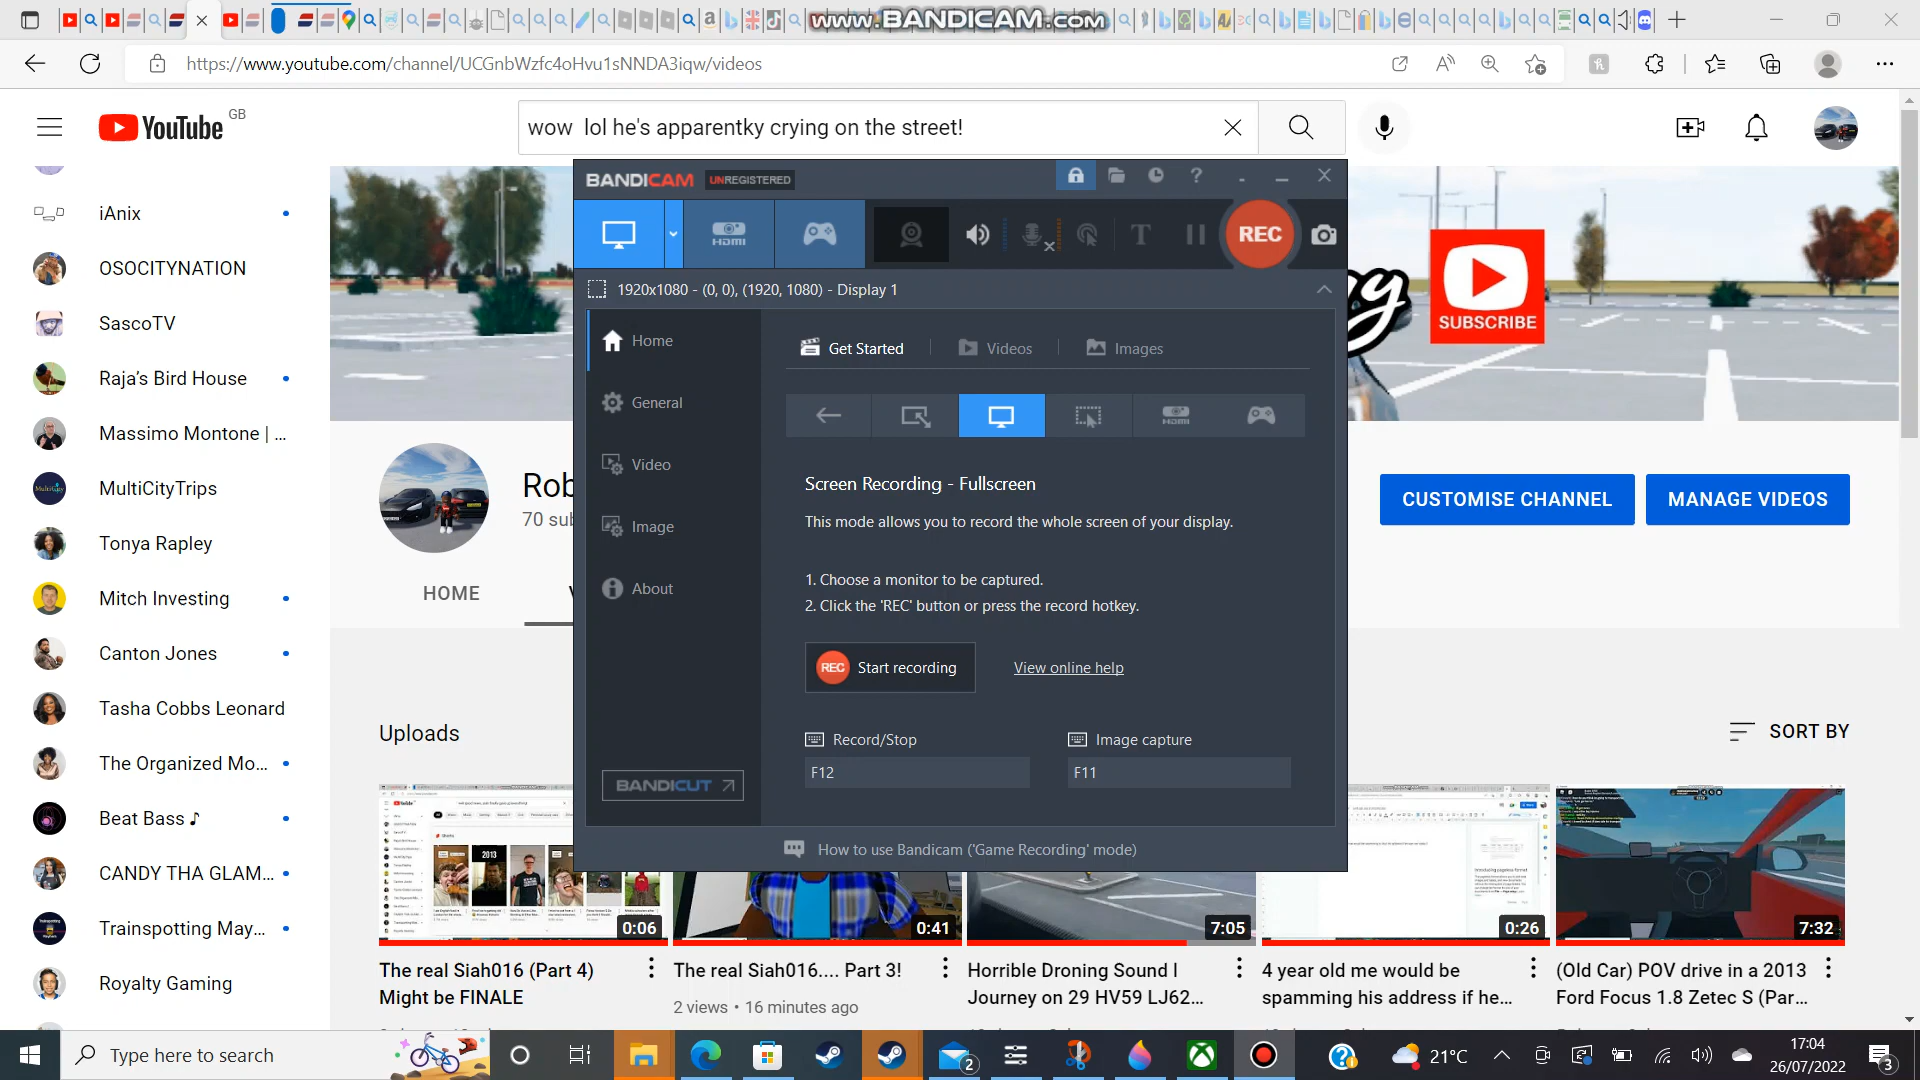 www.BANDICAM.com
https://www.youtube.com/channel/UCGnbWzfc4oHvu1sNNDA3iqw/videos
YouTube GB
wow  lol he's apparentky crying on the street!
BANDICAM UNREGISTERED
HDMI
REC
1920x1080 - (0, 0), (1920, 1080) - Display 1
Home
General
Video
Image
About
BANDICUT
Get Started
Videos
Images
HDMI
Screen Recording - Fullscreen
This mode allows you to record the whole screen of your display.
1. Choose a monitor to be captured.
2. Click the 'REC' button or press the record hotkey.
REC Start recording
View online help
Record/Stop
Image capture
F12
F11
How to use Bandicam ('Game Recording' mode)
iAnix
OSOCITYNATION
SascoTV
Raja's Bird House
Massimo Montone | ...
MultiCityTrips
Tonya Rapley
Mitch Investing
Canton Jones
Tasha Cobbs Leonard
The Organized Mo...
Beat Bass ♪
CANDY THA GLAM...
Trainspotting May...
Royalty Gaming
SUBSCRIBE
Rob
70 sub
CUSTOMISE CHANNEL
MANAGE VIDEOS
HOME
Uploads
SORT BY
0:06
0:41
7:05
0:26
7:32
The real Siah016 (Part 4)
Might be FINALE
The real Siah016.... Part 3!
2 views • 16 minutes ago
Horrible Droning Sound I
Journey on 29 HV59 LJ62...
4 year old me would be
spamming his address if he...
(Old Car) POV drive in a 2013
Ford Focus 1.8 Zetec S (Par...
Type here to search
2
21°C
17:04
26/07/2022
3